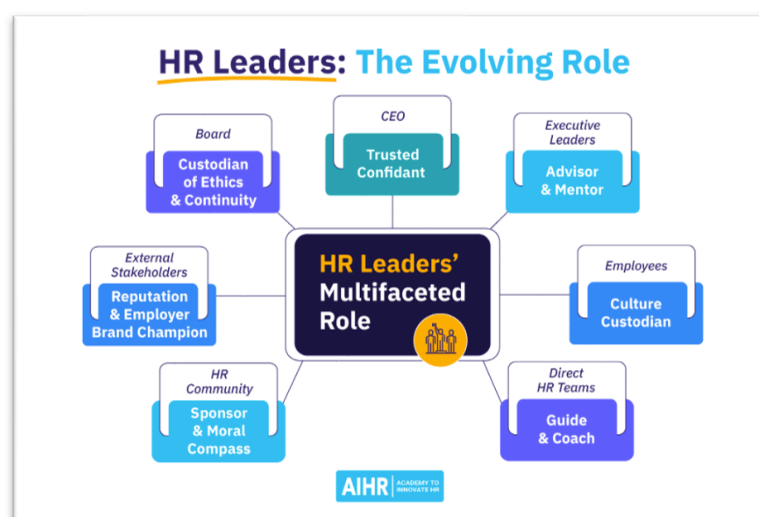 HR Leaders: The Evolving Role
CEO
Trusted
Confidant
Board
Custodian
of Ethics
& Continuity
Executive
Leaders
Advisor
& Mentor
External
Stakeholders
Reputation
& Employer
Brand Champion
HR Leaders’
Multifaceted
Role
Employees
Culture
Custodian
HR
Community
Sponsor
& Moral
Compass
Direct
HR Teams
Guide
& Coach
AIHR
ACADEMY TO
INNOVATE HR